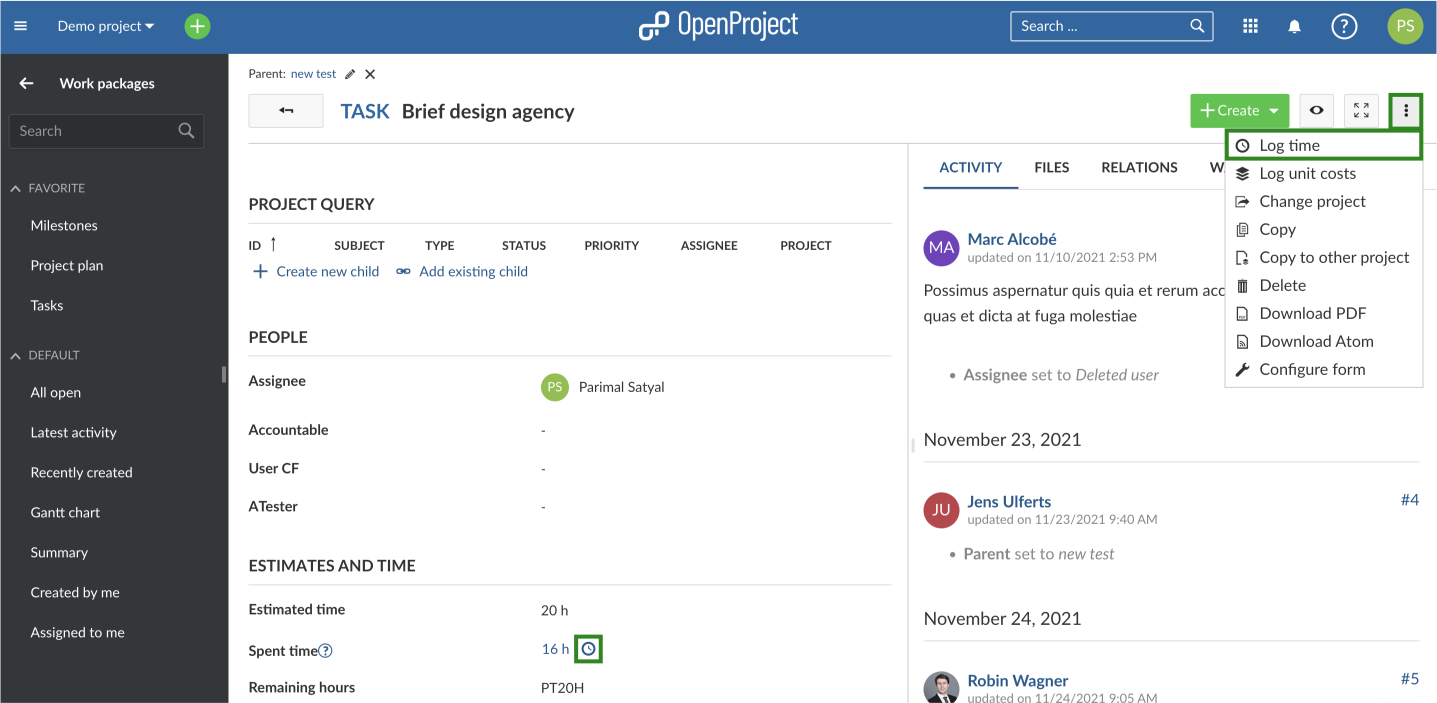 Demo project
OpenProject
Search ...
?
PS
Work packages
Search
FAVORITE
Milestones
Project plan
Tasks
DEFAULT
All open
Latest activity
Recently created
Gantt chart
Summary
Created by me
Assigned to me
Parent: new test
TASK Brief design agency
Create
PROJECT QUERY
ID SUBJECT TYPE STATUS PRIORITY ASSIGNEE PROJECT
Create new child Add existing child
PEOPLE
Assignee PS Parimal Satyal
Accountable -
User CF -
ATester -
ESTIMATES AND TIME
Estimated time 20 h
Spent time ? 16 h
Remaining hours PT20H
ACTIVITY FILES RELATIONS
Log time
Log unit costs
Change project
Copy
Copy to other project
Delete
Download PDF
Download Atom
Configure form
MA Marc Alcobé
updated on 11/10/2021 2:53 PM
Possimus aspernatur quis quia et rerum
quas et dicta at fuga molestiae
• Assignee set to Deleted user
November 23, 2021
JU Jens Ulferts #4
updated on 11/23/2021 9:40 AM
• Parent set to new test
November 24, 2021
Robin Wagner #5
updated on 11/24/2021 9:05 AM